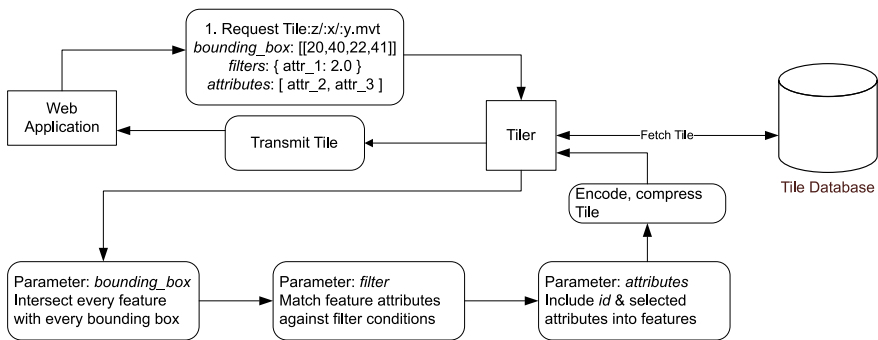 1. Request Tile:z/:x/:y.mvt
bounding_box: [[20,40,22,41]]
filters: { attr_1: 2.0 }
attributes: [ attr_2, attr_3 ]
Web
Application
Transmit Tile
Tiler
Fetch Tile
Tile Database
Encode, compress
Tile
Parameter: bounding_box
Intersect every feature
with every bounding box
Parameter: filter
Match feature attributes
against filter conditions
Parameter: attributes
Include id & selected
attributes into features